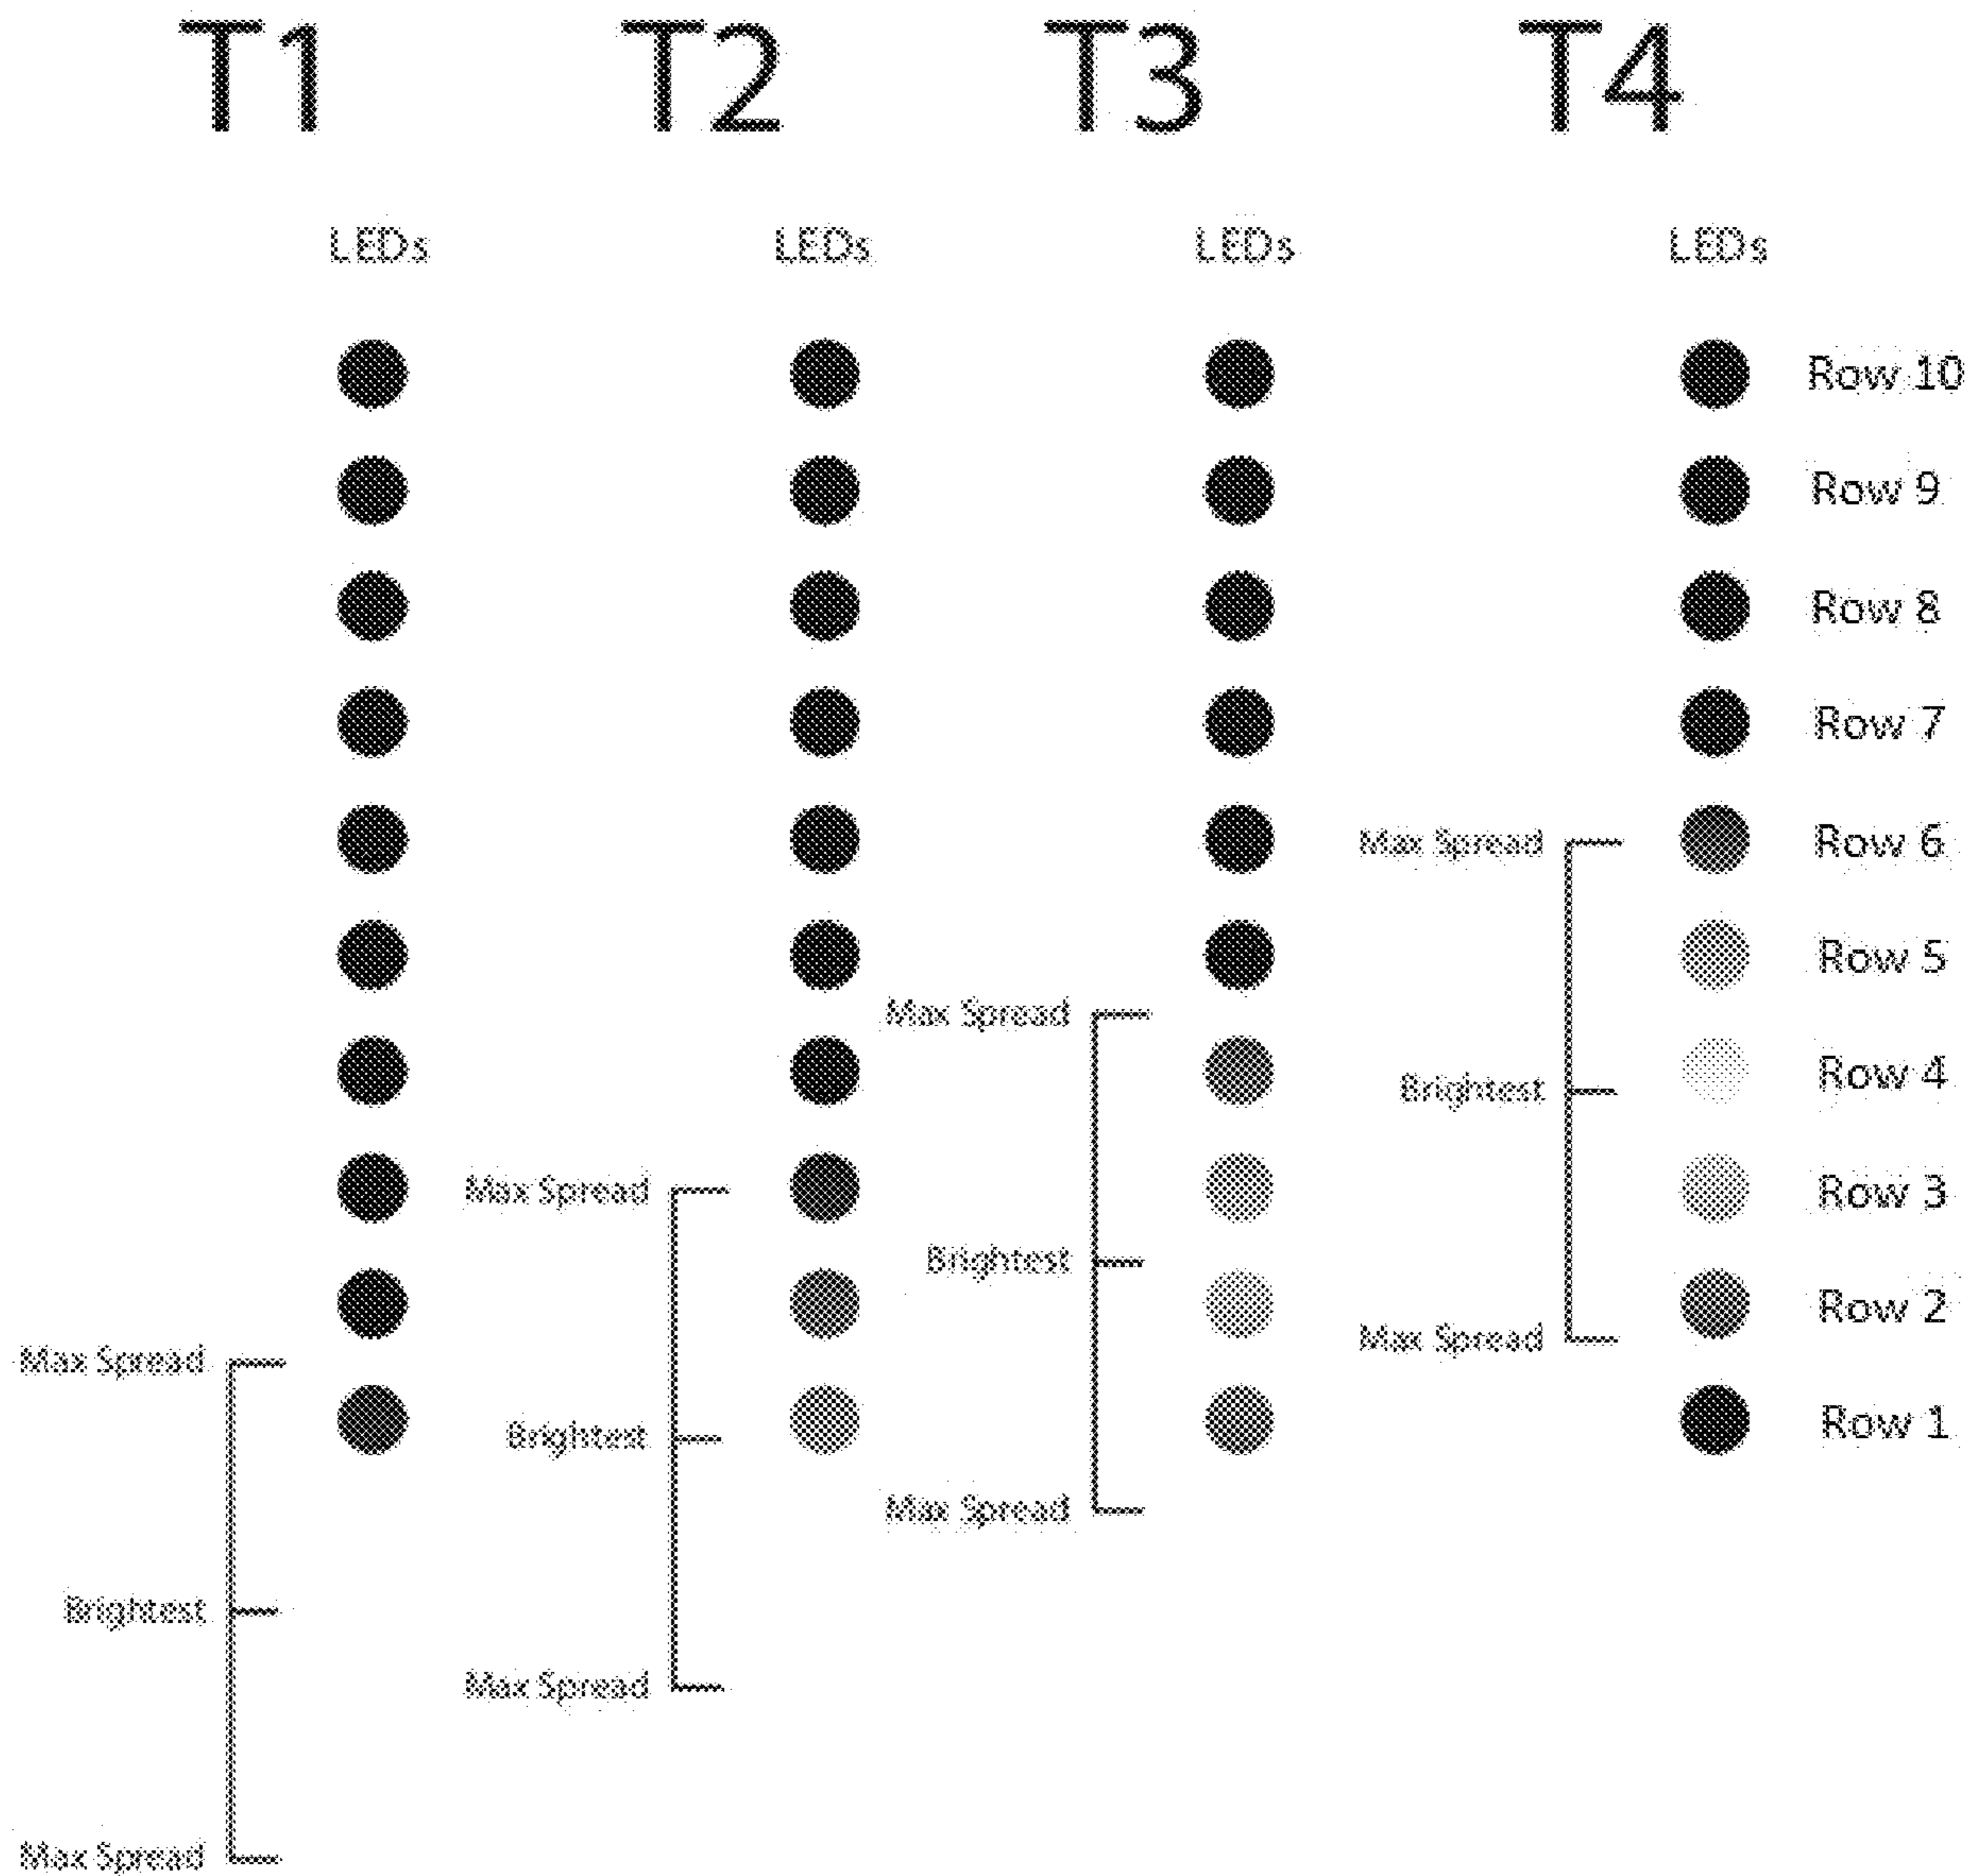 T1 T2 T3 T4
LEDs LEDs LEDs LEDs
Row 10
Row 9
Row 8
Row 7
Max Spread Row 6
Row 5
Max Spread
Brightest Row 4
Max Spread Row 3
Brightest
Max Spread Row 2
Max Spread
Brightest Row 1
Max Spread
Brightest
Max Spread
Max Spread